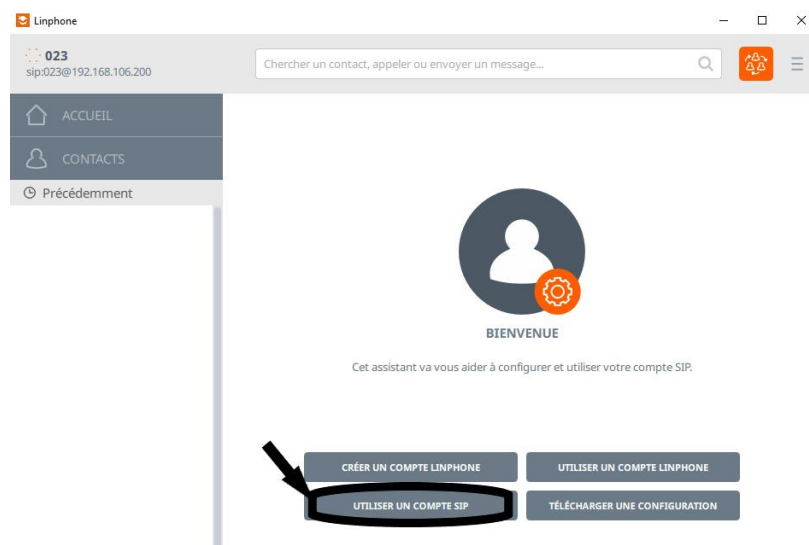 Linphone
023
sip:023@192.168.106.200
Chercher un contact, appeler ou envoyer un message...
ACCUEIL
CONTACTS
Précédemment
BIENVENUE
Cet assistant va vous aider à configurer et utiliser votre compte SIP.
CRÉER UN COMPTE LINPHONE
UTILISER UN COMPTE LINPHONE
UTILISER UN COMPTE SIP
TÉLÉCHARGER UNE CONFIGURATION